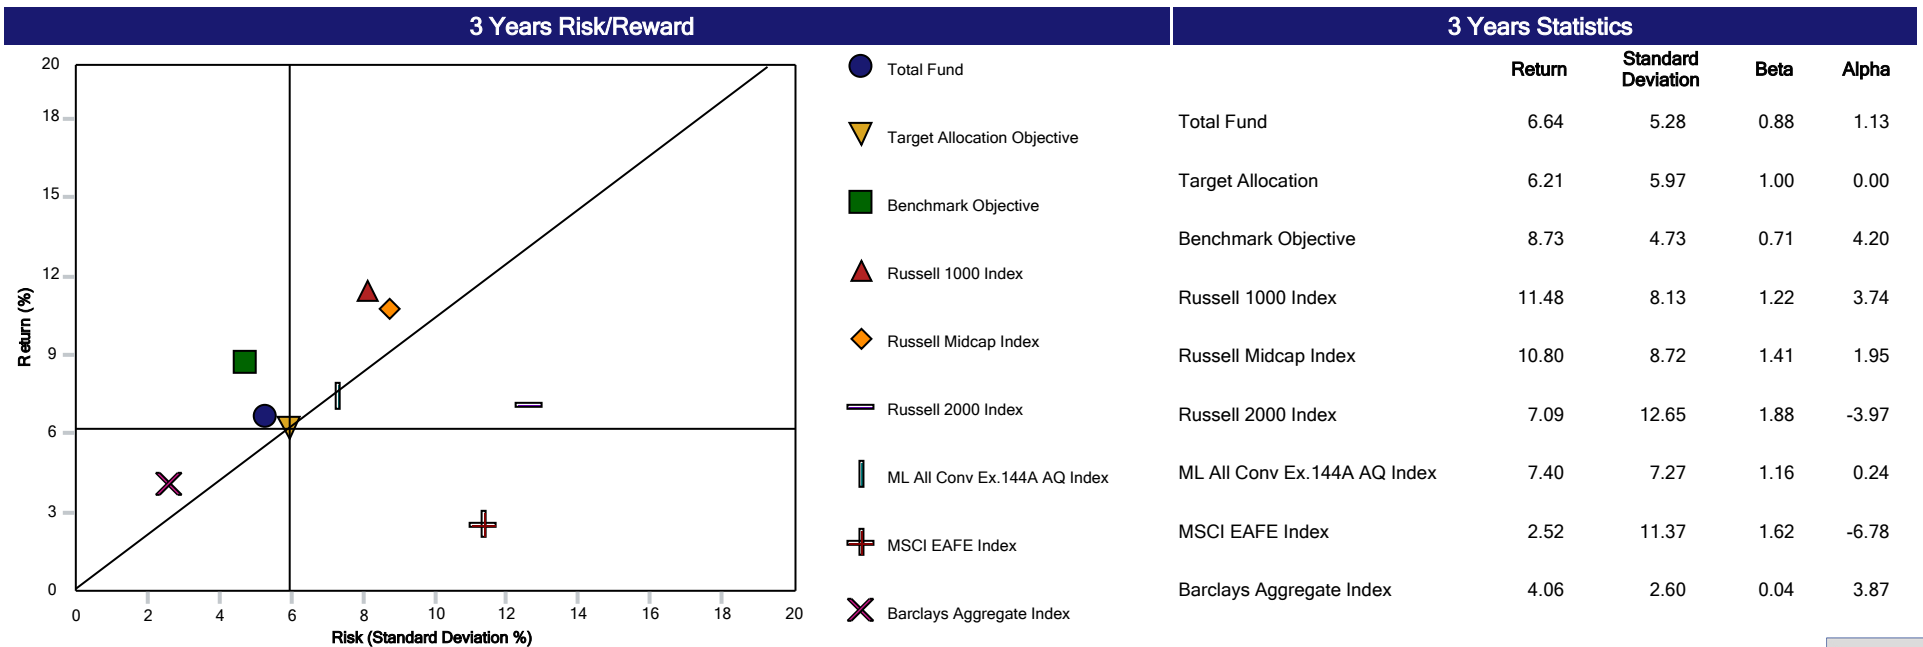 3 Years Risk/Reward
20
18
15
12
9
6
3
0
Return (%)
0 2 4 6 8 10 12 14 16 18 20
Risk (Standard Deviation %)
Total Fund
Target Allocation Objective
Benchmark Objective
Russell 1000 Index
Russell Midcap Index
Russell 2000 Index
ML All Conv Ex.144A AQ Index
MSCI EAFE Index
Barclays Aggregate Index
3 Years Statistics
Return Standard Deviation Beta Alpha
Total Fund 6.64 5.28 0.88 1.13
Target Allocation 6.21 5.97 1.00 0.00
Benchmark Objective 8.73 4.73 0.71 4.20
Russell 1000 Index 11.48 8.13 1.22 3.74
Russell Midcap Index 10.80 8.72 1.41 1.95
Russell 2000 Index 7.09 12.65 1.88 -3.97
ML All Conv Ex.144A AQ Index 7.40 7.27 1.16 0.24
MSCI EAFE Index 2.52 11.37 1.62 -6.78
Barclays Aggregate Index 4.06 2.60 0.04 3.87